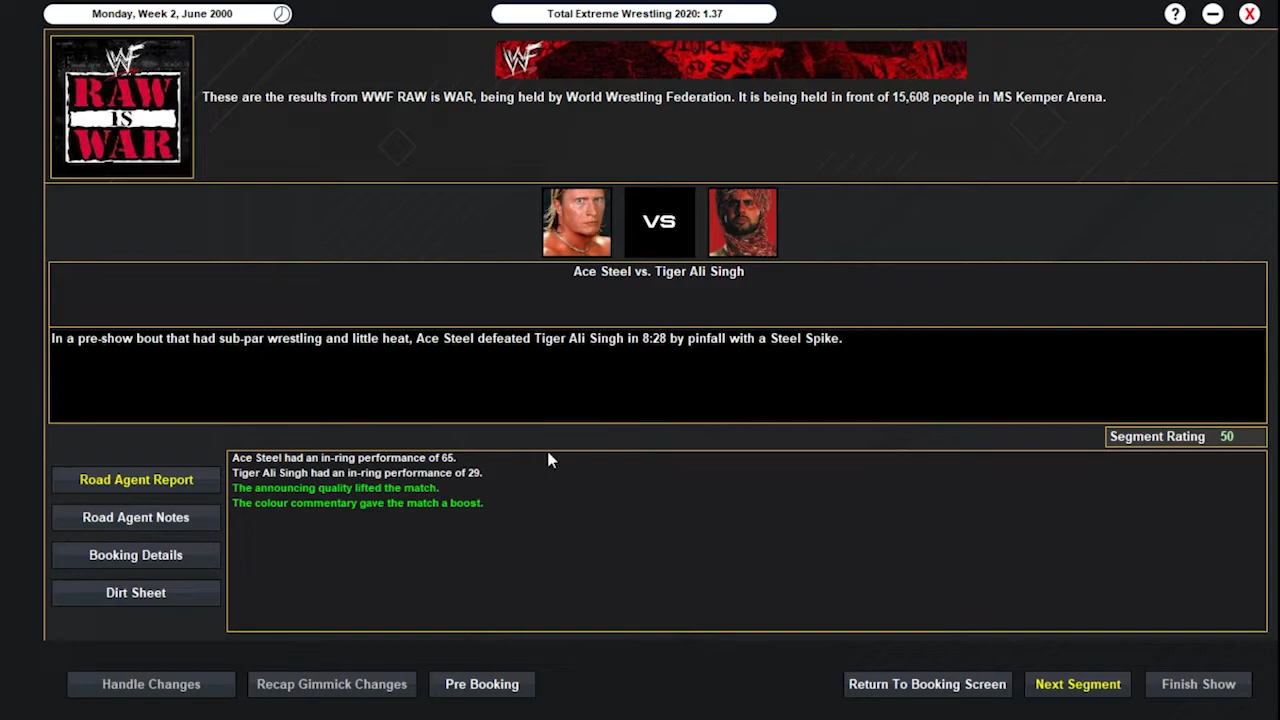 Monday, Week 2, June 2000
Total Extreme Wrestling 2020: 1.37
?
X
WF
RAW
IS
WAR
WF
These are the results from WWF RAW is WAR, being held by World Wrestling Federation. It is being held in front of 15,608 people in MS Kemper Arena.
VS
Ace Steel vs. Tiger Ali Singh
In a pre-show bout that had sub-par wrestling and little heat, Ace Steel defeated Tiger Ali Singh in 8:28 by pinfall with a Steel Spike.
Segment Rating 50
Road Agent Report
Road Agent Notes
Booking Details
Dirt Sheet
Ace Steel had an in-ring performance of 65.
Tiger Ali Singh had an in-ring performance of 29.
The announcing quality lifted the match.
The colour commentary gave the match a boost.
Handle Changes
Recap Gimmick Changes
Pre Booking
Return To Booking Screen
Next Segment
Finish Show